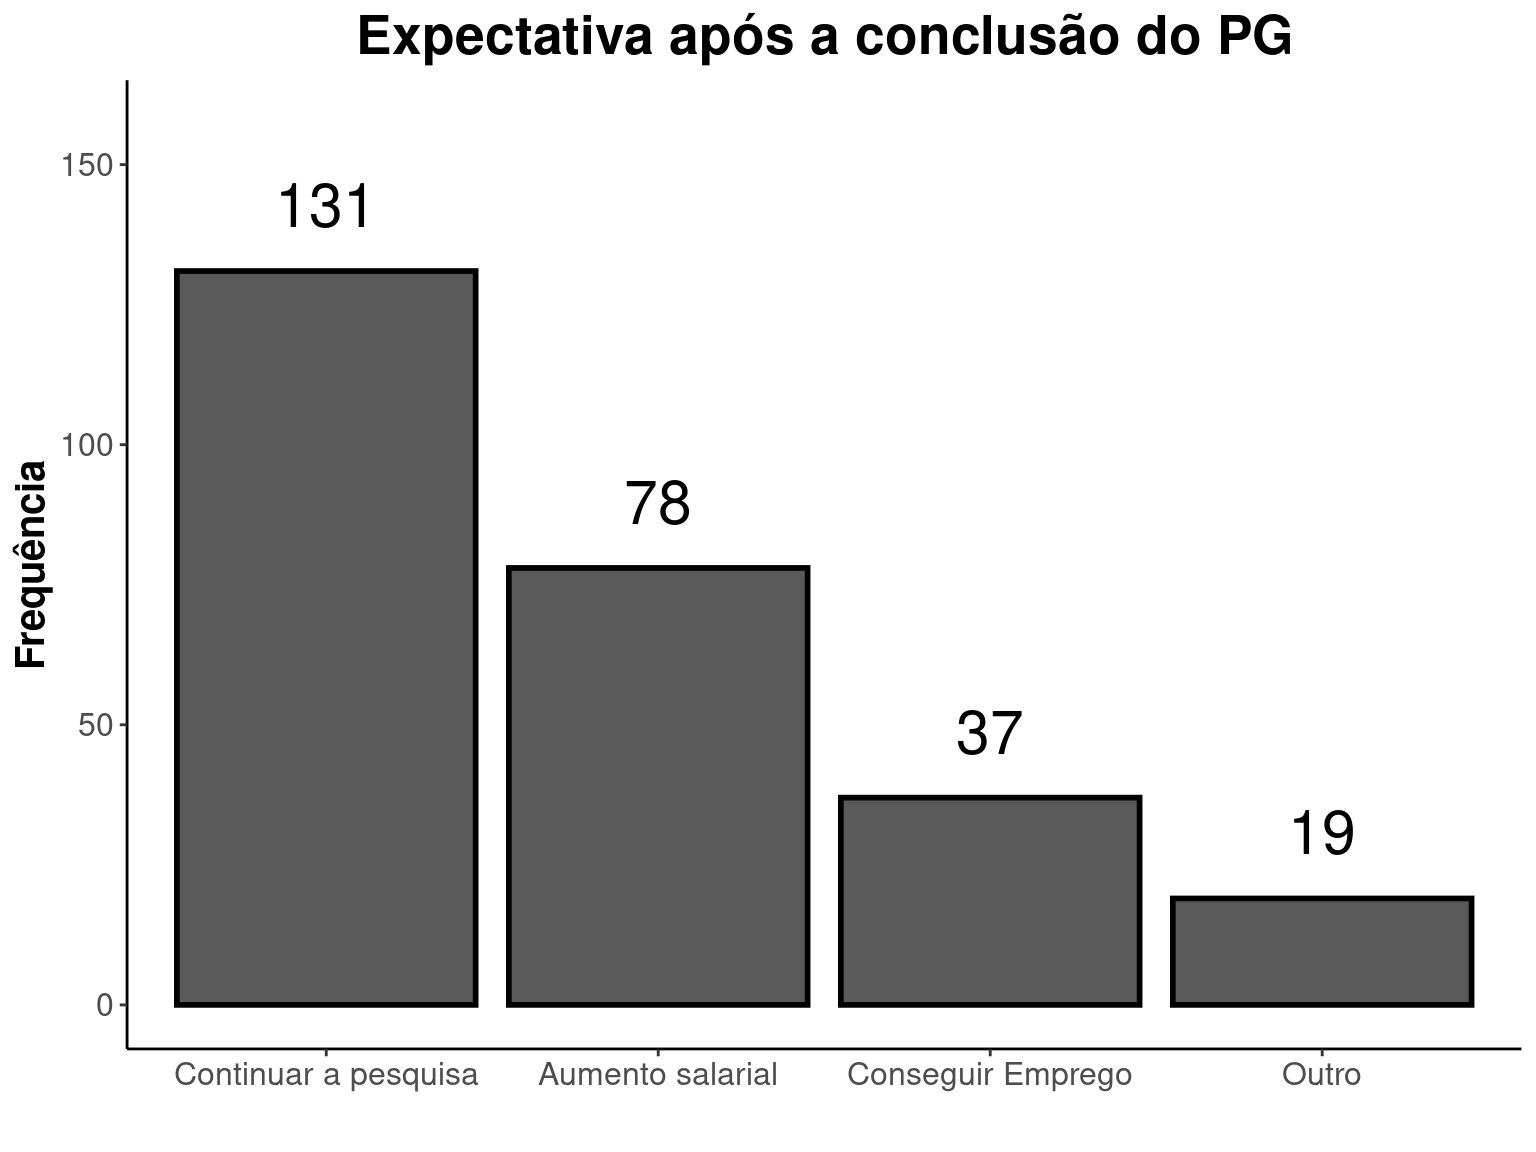 Expectativa após a conclusão do PG
Frequência
150
100
50
0
131
78
37
19
Continuar a pesquisa
Aumento salarial
Conseguir Emprego
Outro